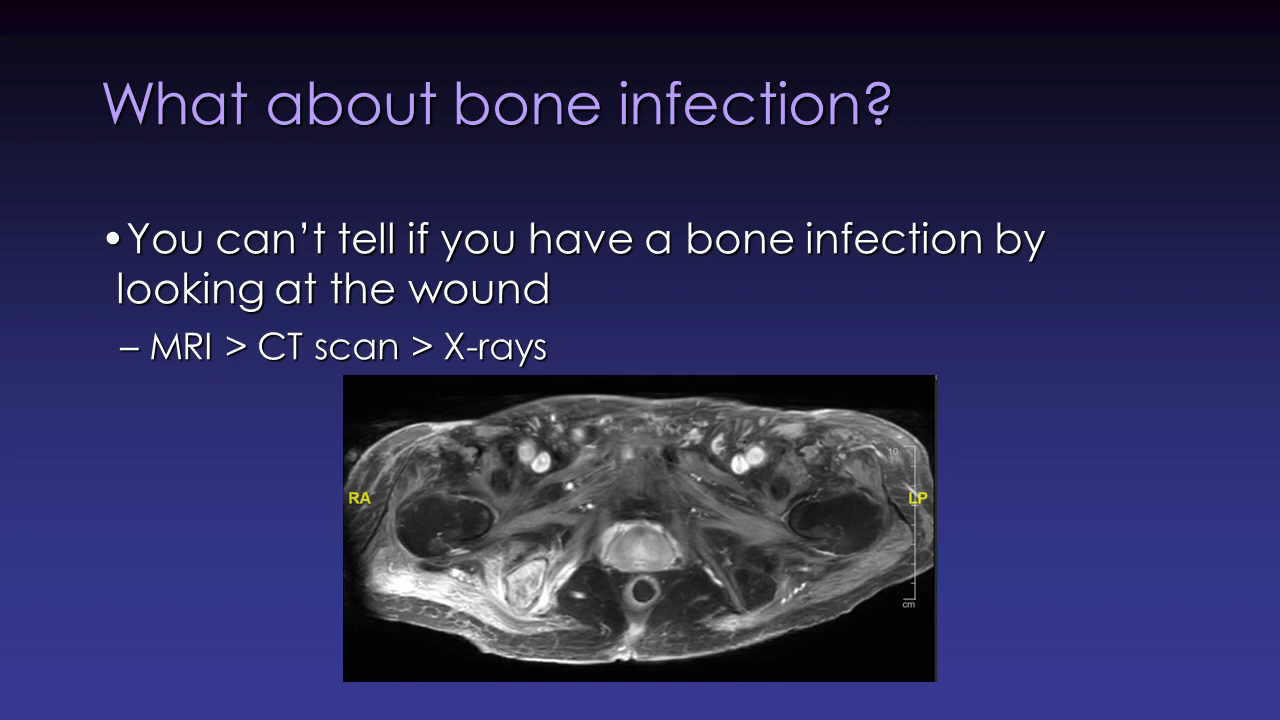 What about bone infection?
•You can’t tell if you have a bone infection by
looking at the wound
– MRI > CT scan > X-rays
10
RA
LP
cm